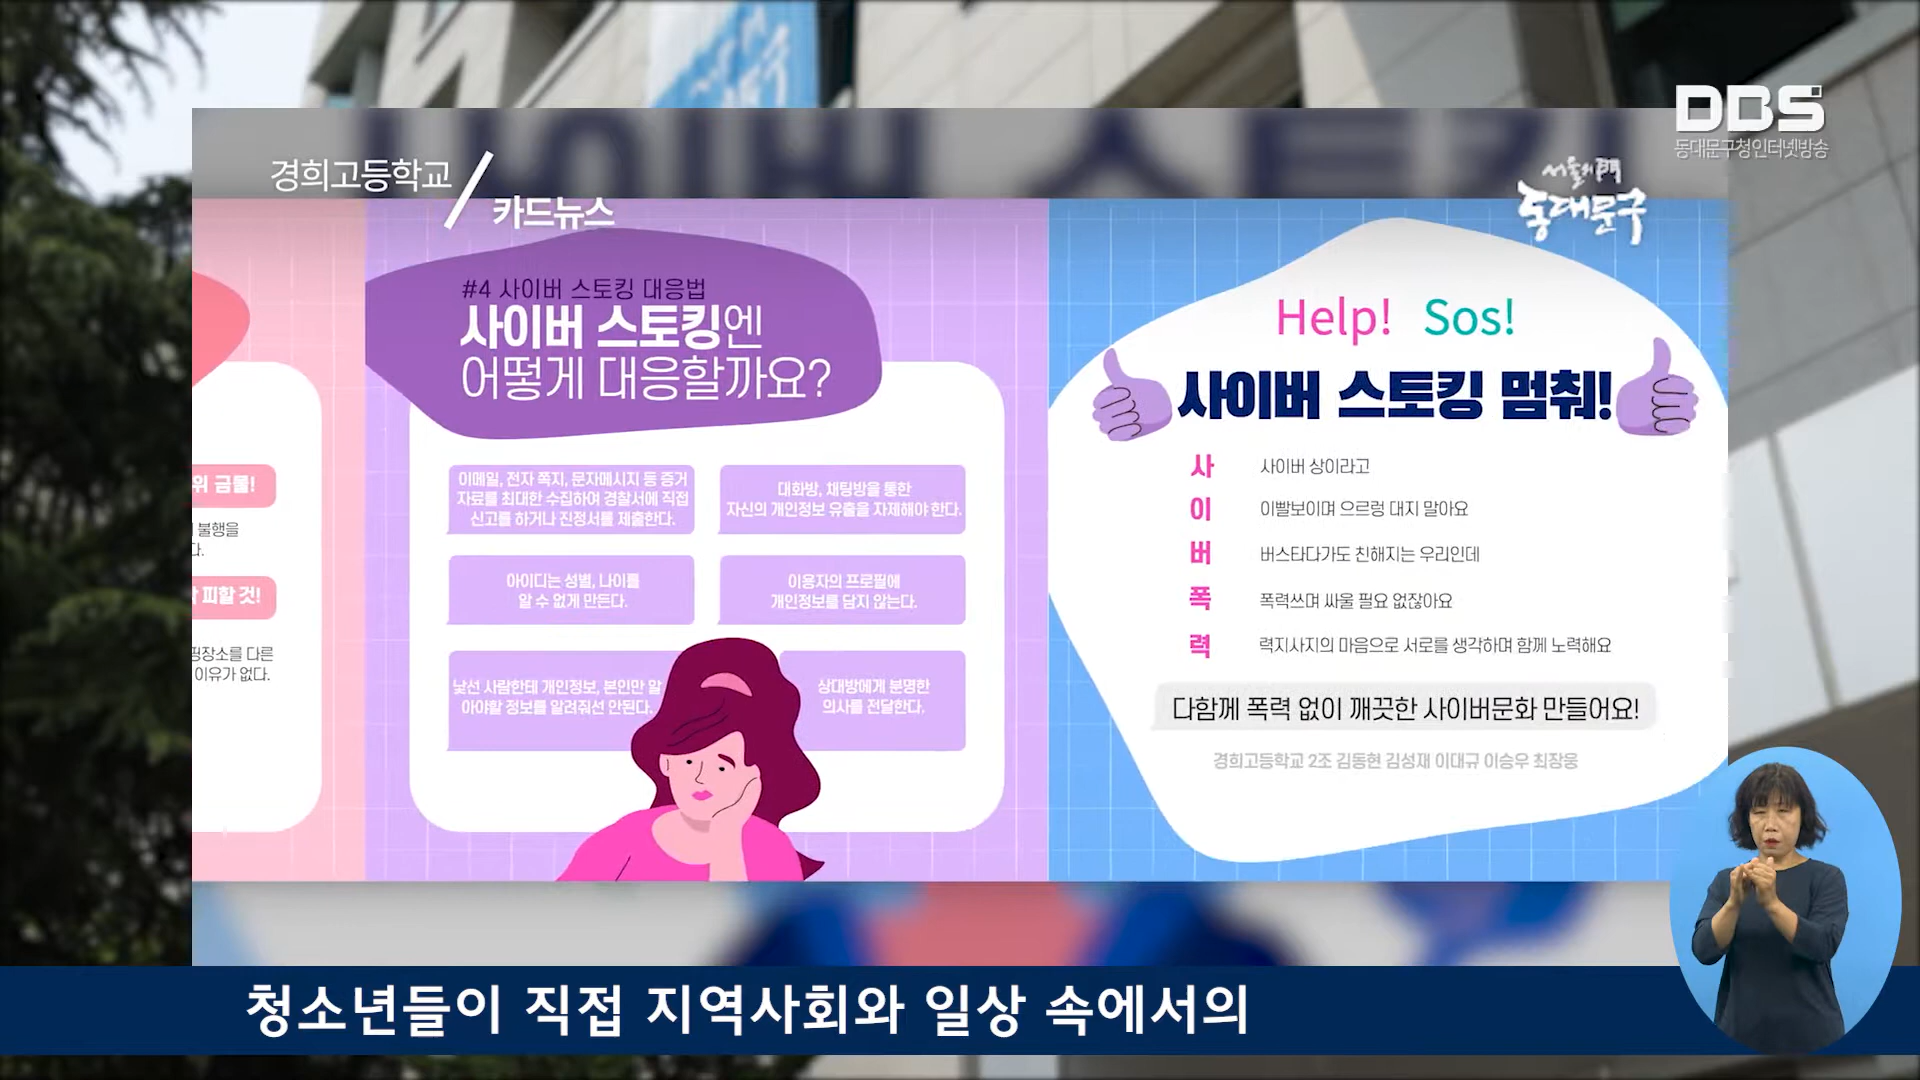 DBS
동대문구청인터넷방송
서울의門
동대문구
경희고등학교
카드뉴스
위 금물!
불행을
다.
피할 것!
핑장소를 다른
이유가 없다.
#4 사이버 스토킹 대응법
사이버 스토킹엔
어떻게 대응할까요?
이메일, 전자 쪽지, 문자메시지 등 증거
자료를 최대한 수집하여 경찰서에 직접
신고를 하거나 진정서를 제출한다.
대화방, 채팅방을 통한
자신의 개인정보 유출을 자제해야 한다.
아이디는 성별, 나이를
알 수 없게 만든다.
이용자의 프로필에
개인정보를 담지 않는다.
낯선 사람한테 개인정보, 본인만 알
아야할 정보를 알려줘선 안된다.
상대방에게 분명한
의사를 전달한다.
Help! Sos!
사이버 스토킹 멈춰!
사 사이버 상이라고
이 이빨보이며 으르렁 대지 말아요
버 버스타다가도 친해지는 우리인데
폭 폭력쓰며 싸울 필요 없잖아요
력 력지사지의 마음으로 서로를 생각하며 함께 노력해요
다함께 폭력 없이 깨끗한 사이버문화 만들어요!
경희고등학교 2조 김동현 김성재 이대규 이승우 최장웅
청소년들이 직접 지역사회와 일상 속에서의